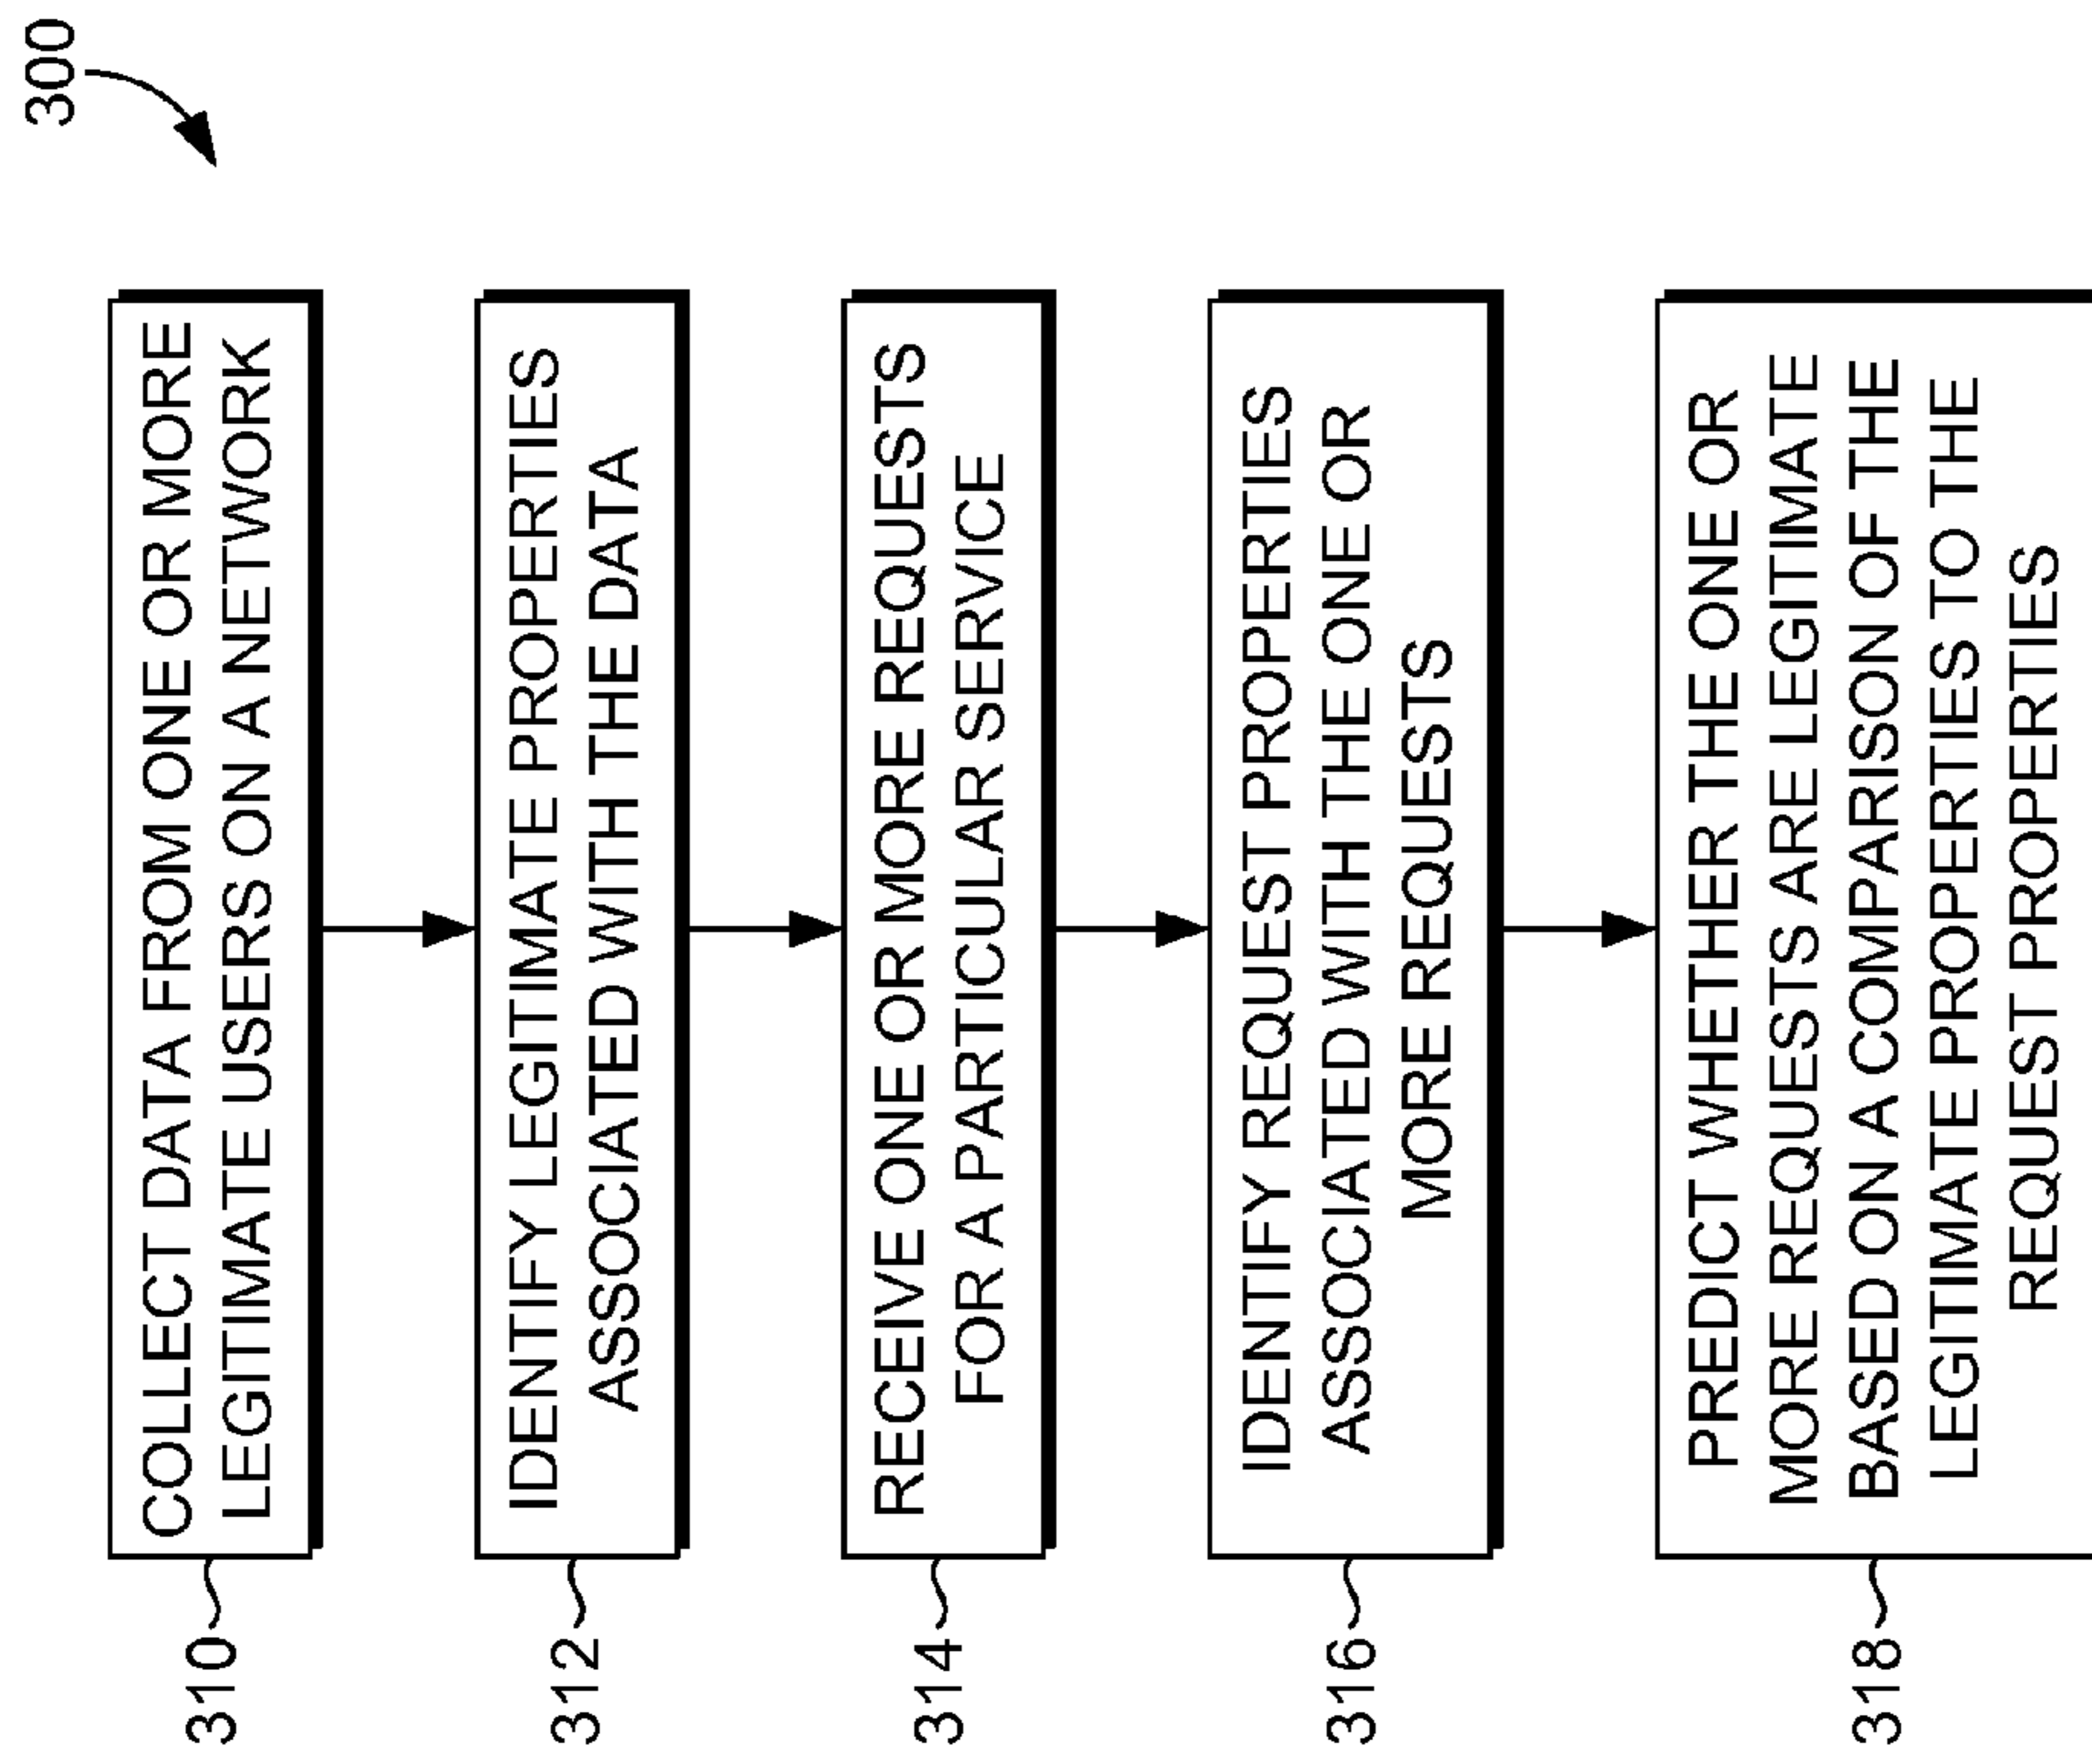 300
310
COLLECT DATA FROM ONE OR MORE
LEGITIMATE USERS ON A NETWORK
312
IDENTIFY LEGITIMATE PROPERTIES
ASSOCIATED WITH THE DATA
314
RECEIVE ONE OR MORE REQUESTS
FOR A PARTICULAR SERVICE
316
IDENTIFY REQUEST PROPERTIES
ASSOCIATED WITH THE ONE OR
MORE REQUESTS
318
PREDICT WHETHER THE ONE OR
MORE REQUESTS ARE LEGITIMATE
BASED ON A COMPARISON OF THE
LEGITIMATE PROPERTIES TO THE
REQUEST PROPERTIES